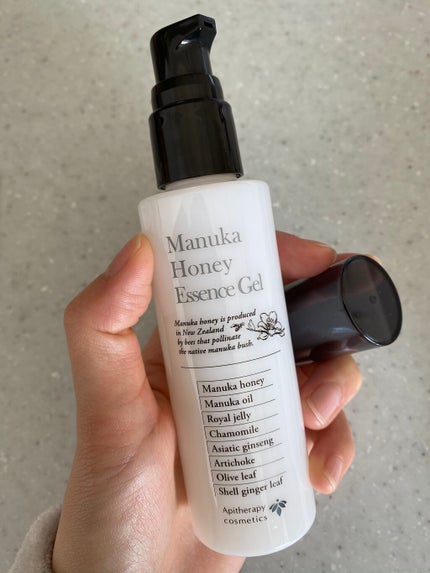 Manuka
Honey
Essence Gel
Manuka honey is produced
in New Zealand
by bees that pollinate
the native manuka bush.
Manuka honey
Manuka oil
Royal jelly
Chamomile
Asiatic ginseng
Artichoke
Olive leaf
Shell ginger leaf
Apitherapy
cosmetics